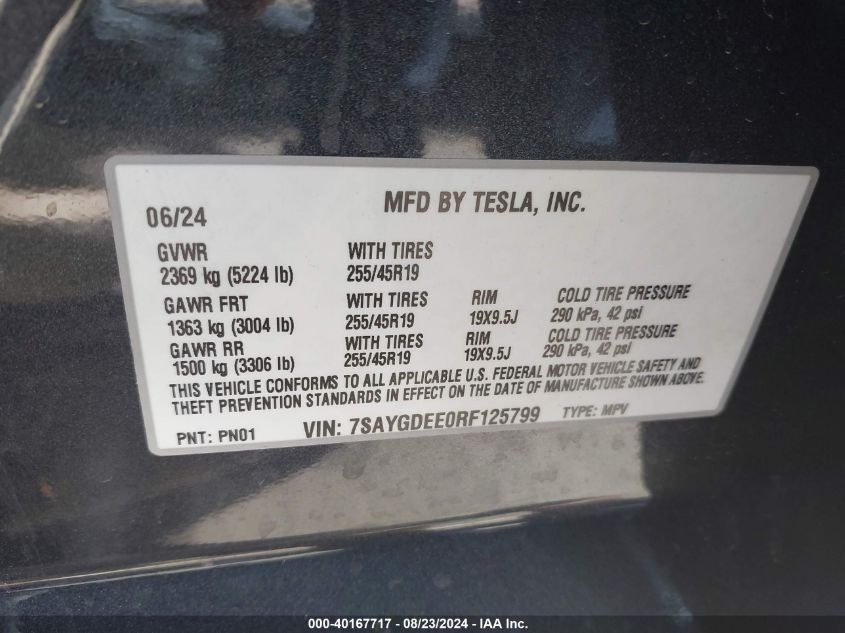 MFD BY TESLA, INC.
06/24
GVWR WITH TIRES
2369 kg (5224 lb) 255/45R19
GAWR FRT WITH TIRES RIM COLD TIRE PRESSURE
1363 kg (3004 lb) 255/45R19 19X9.5J 290 kPa, 42 psi
GAWR RR WITH TIRES RIM COLD TIRE PRESSURE
1500 kg (3306 lb) 255/45R19 19X9.5J 290 kPa, 42 psi
THIS VEHICLE CONFORMS TO ALL APPLICABLE U.S. FEDERAL MOTOR VEHICLE SAFETY AND
THEFT PREVENTION STANDARDS IN EFFECT ON THE DATE OF MANUFACTURE SHOWN ABOVE.
PNT: PN01 VIN: 7SAYGDEE0RF125799 TYPE: MPV
000-40167717 - 08/23/2024 - IAA Inc.